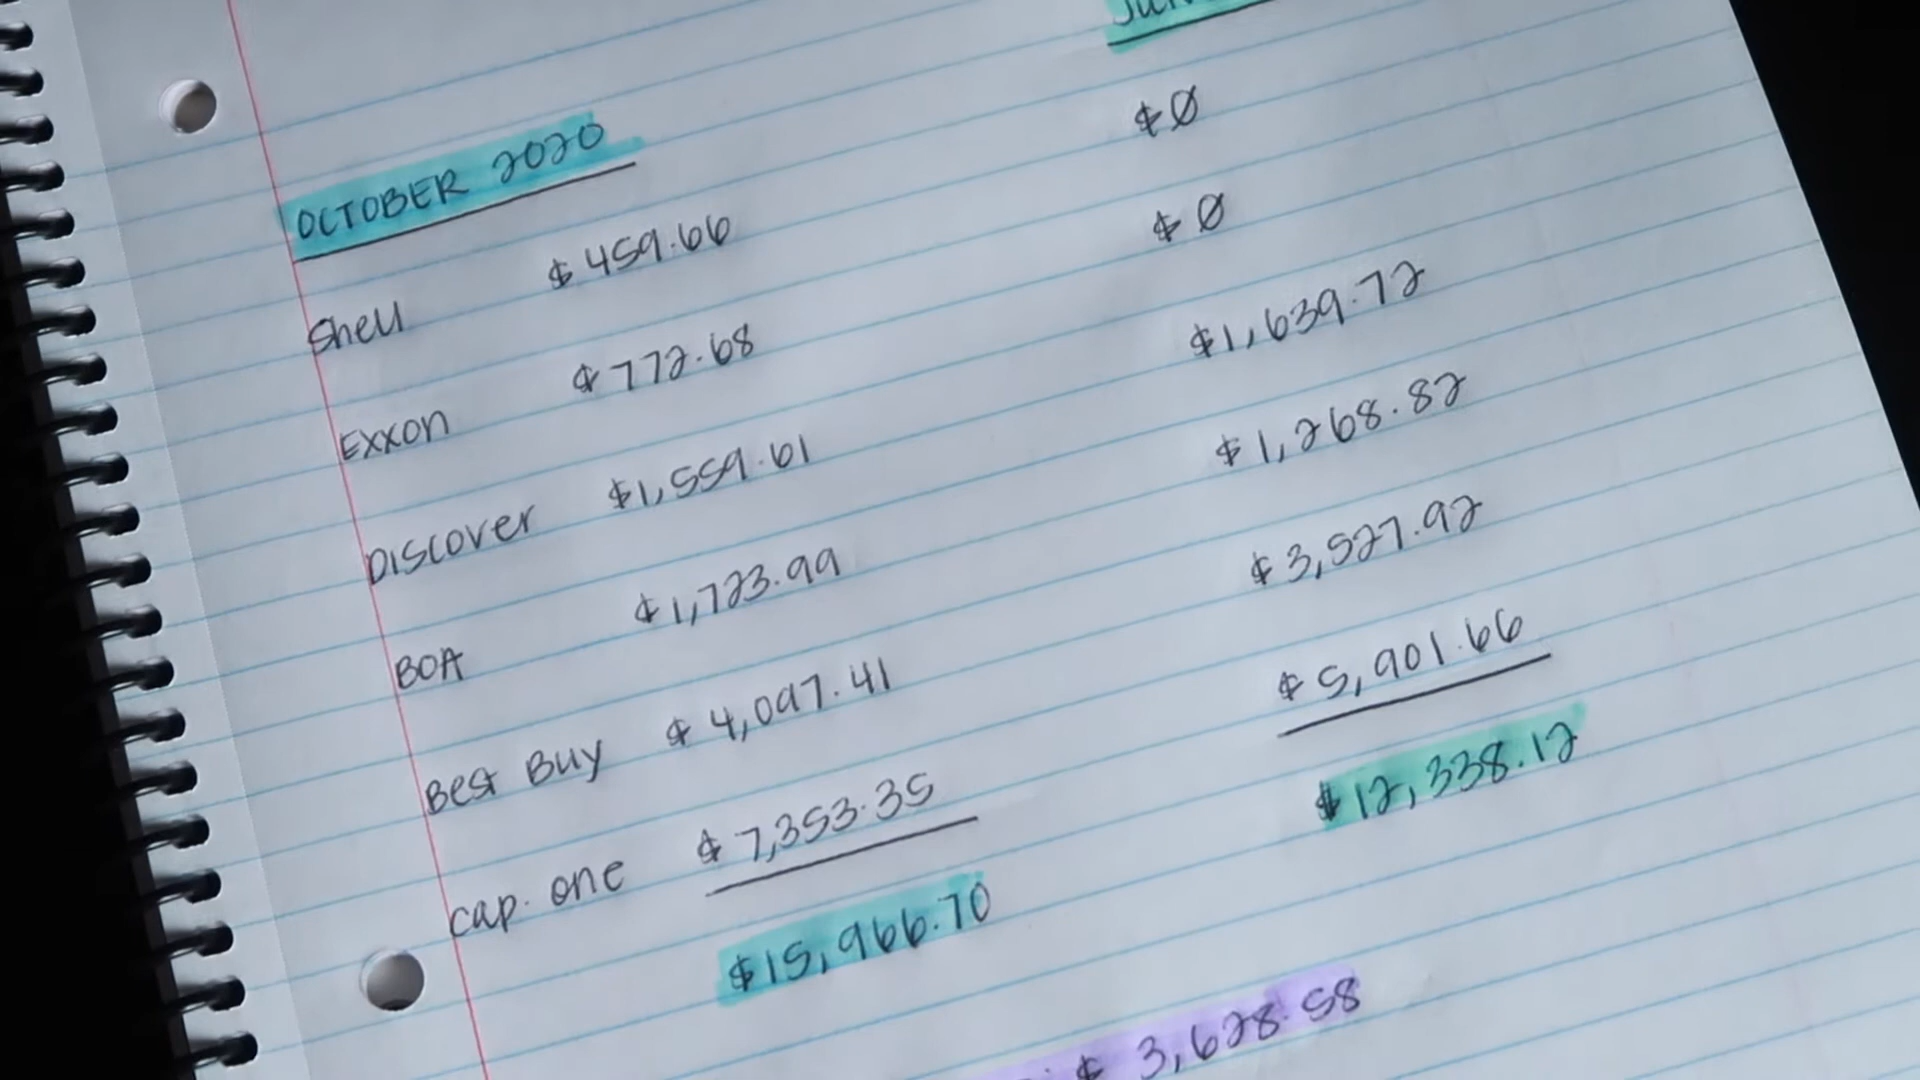 OCTOBER 2020
Shell $459.66 $0
Exxon $772.68 $0
Discover $1,559.61 $1,639.72
BOA $1,723.99 $1,268.82
Best Buy $4,097.41 $3,527.92
cap. one $7,353.35 $5,901.66
$15,966.70 $12,338.12
$3,628.58